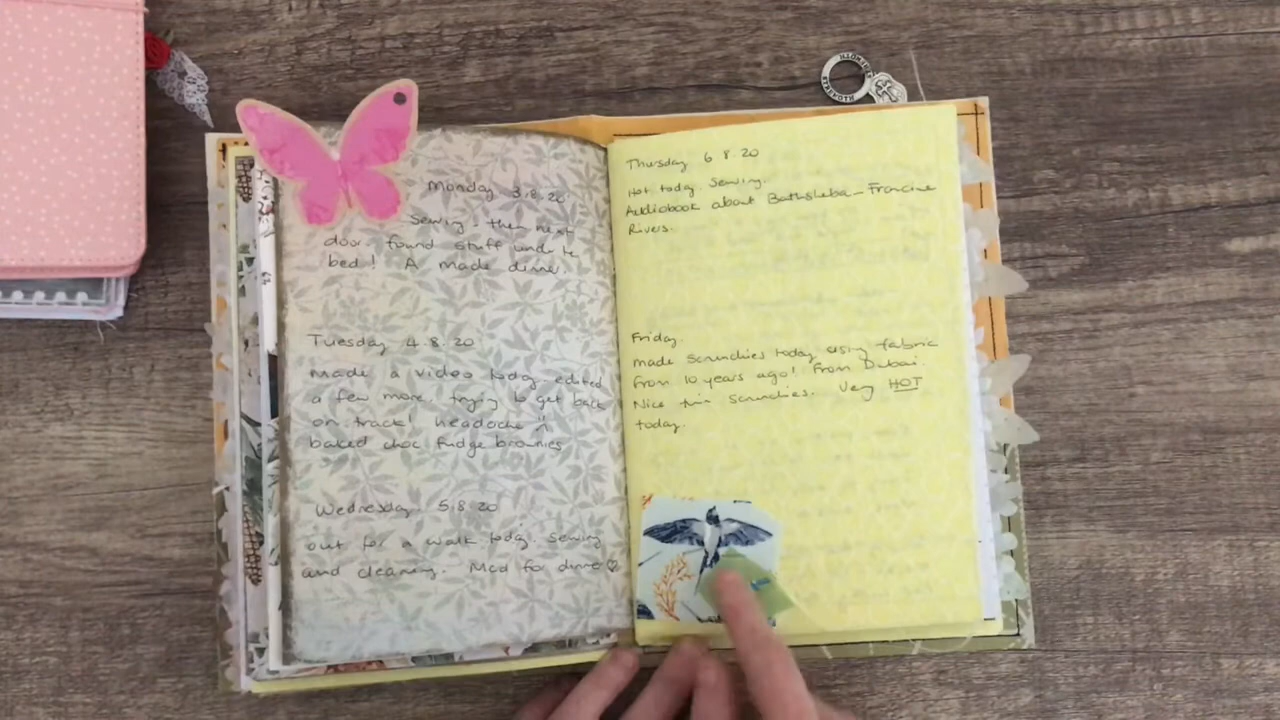 Monday 3.8.20
Sewing, then next
door, found stuff under the
bed! A made dinner.
Tuesday 4.8.20
made a video today, edited
a few more, trying to get back
on track! headache
baked choc fudge brownies
Wednesday 5.8.20
out for a walk today. Sewing
and cleaning. Mcd for dinner
Thursday 6.8.20
Hot today. Sewing.
Audiobook about Bathsheba - Francine
Rivers.
Friday.
made scrunchies today using fabric
from 10 years ago! From Dubai.
Nice thin scrunchies. Very HOT
today.